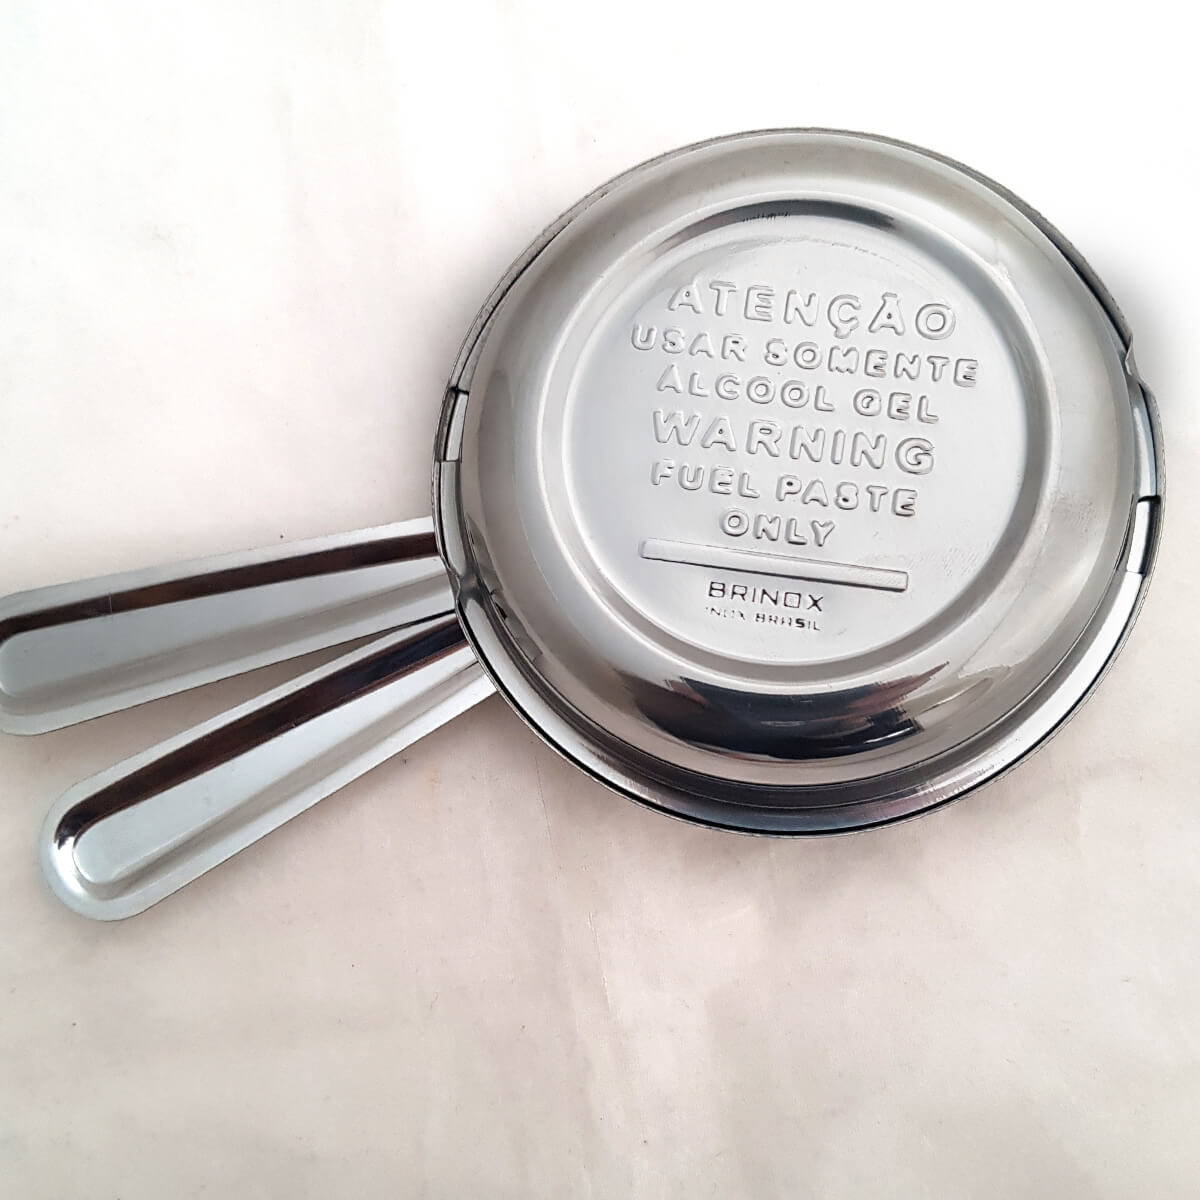 ATENÇÃO
USAR SOMENTE
ALCOOL GEL
WARNING
FUEL PASTE
ONLY
BRINOX
INOX BRASIL